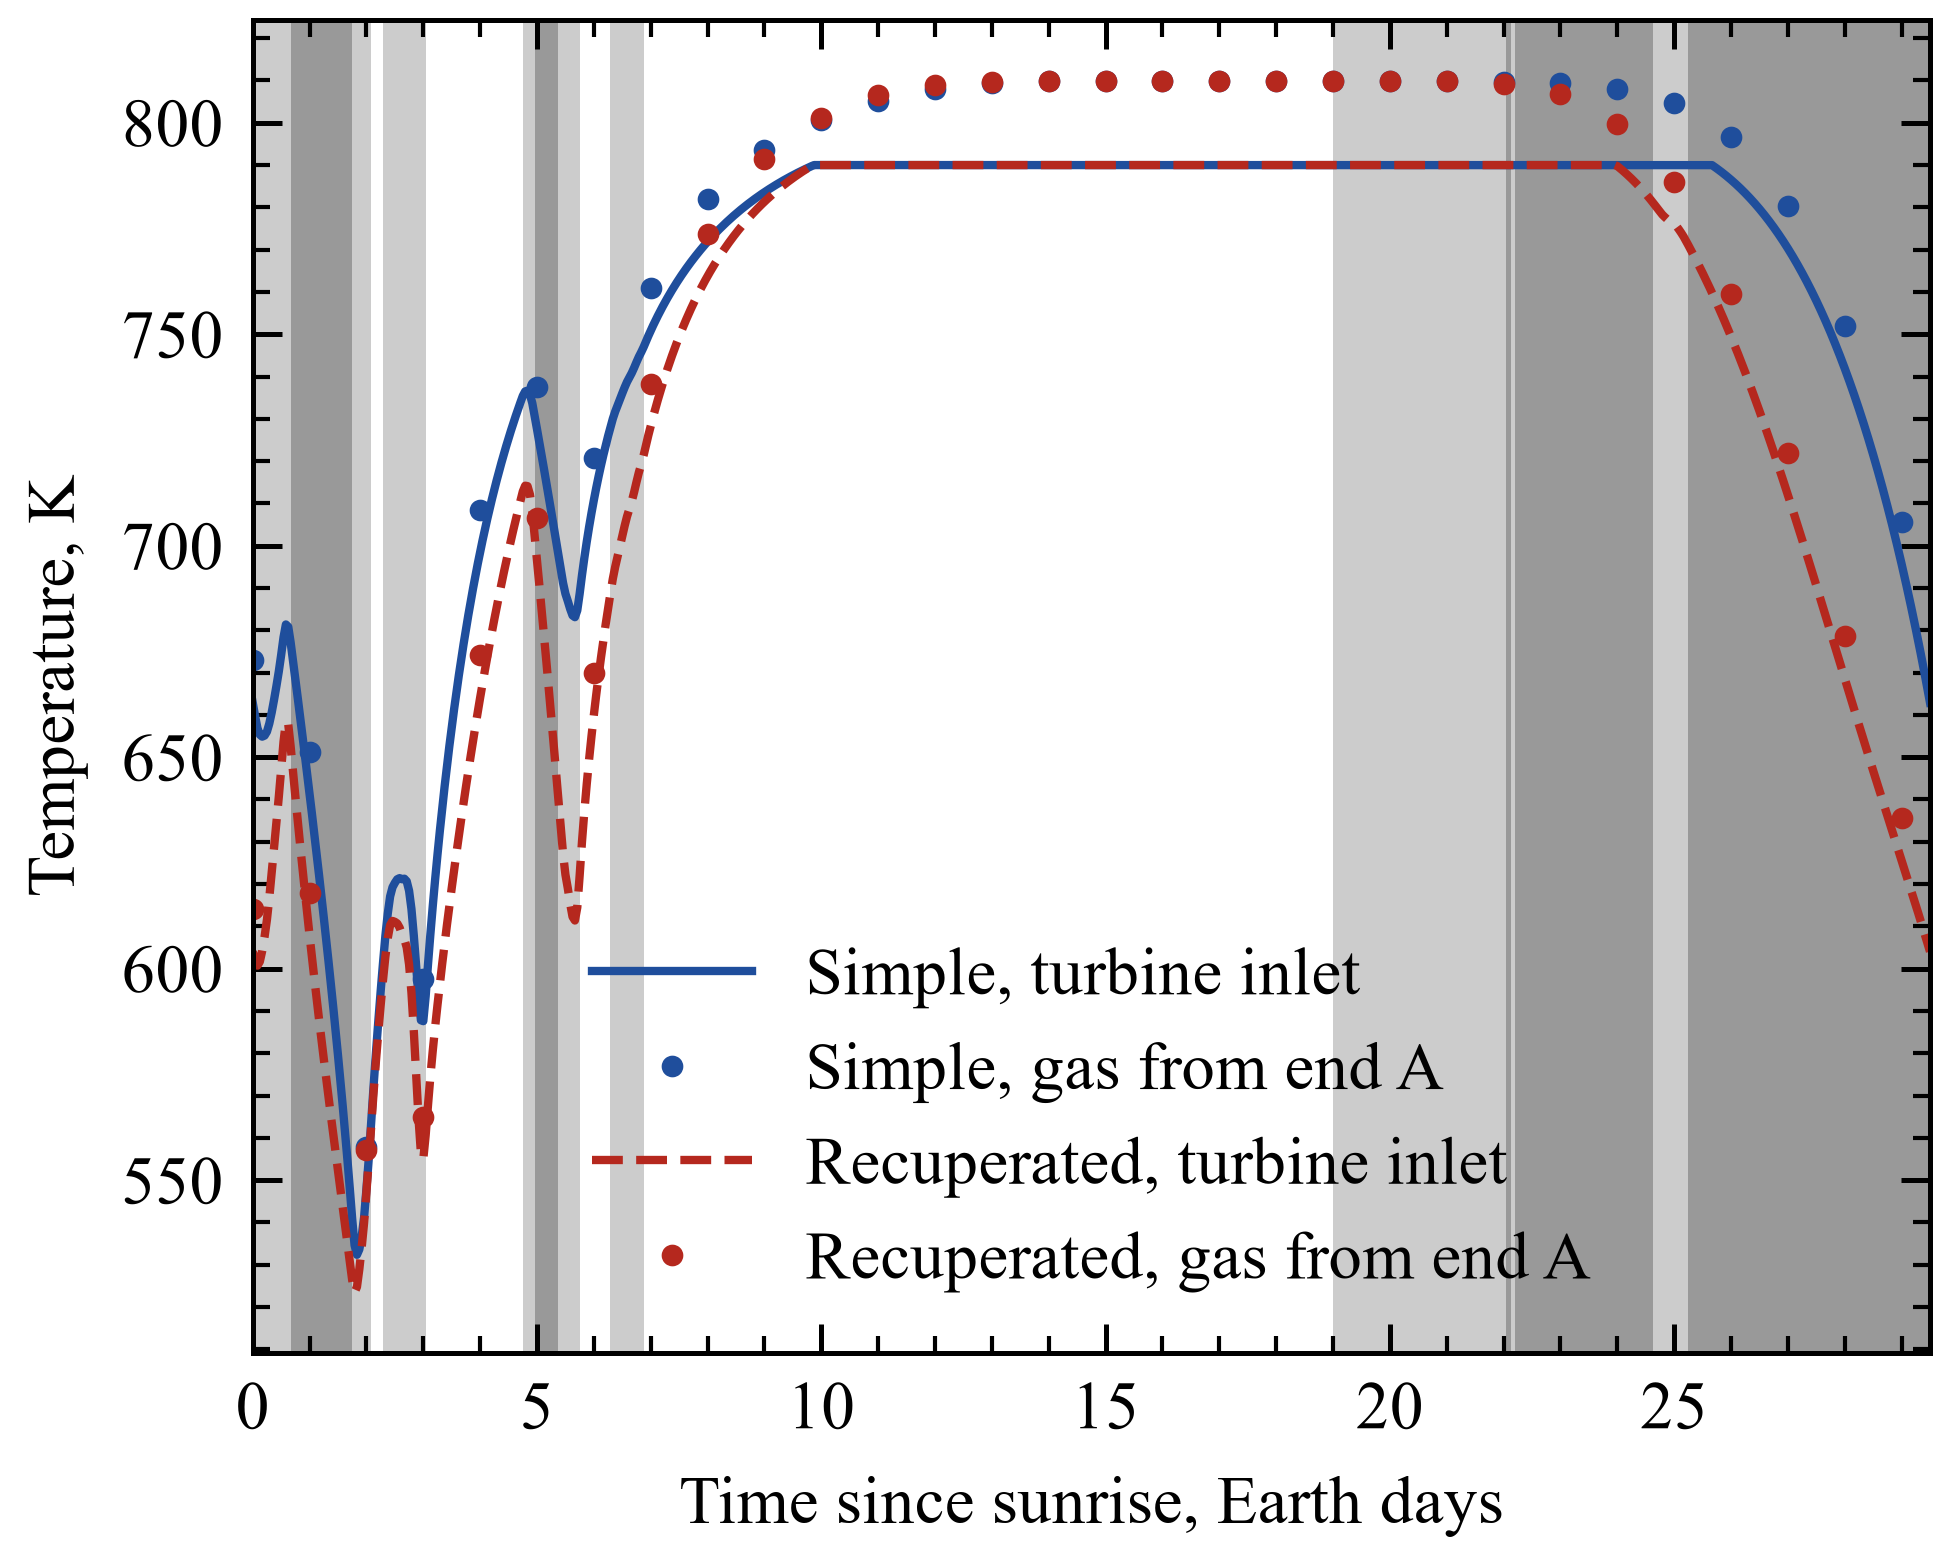 800
750
700
650
600
550
Temperature, K
Simple, turbine inlet
Simple, gas from end A
Recuperated, turbine inlet
Recuperated, gas from end A
0 5 10 15 20 25
Time since sunrise, Earth days